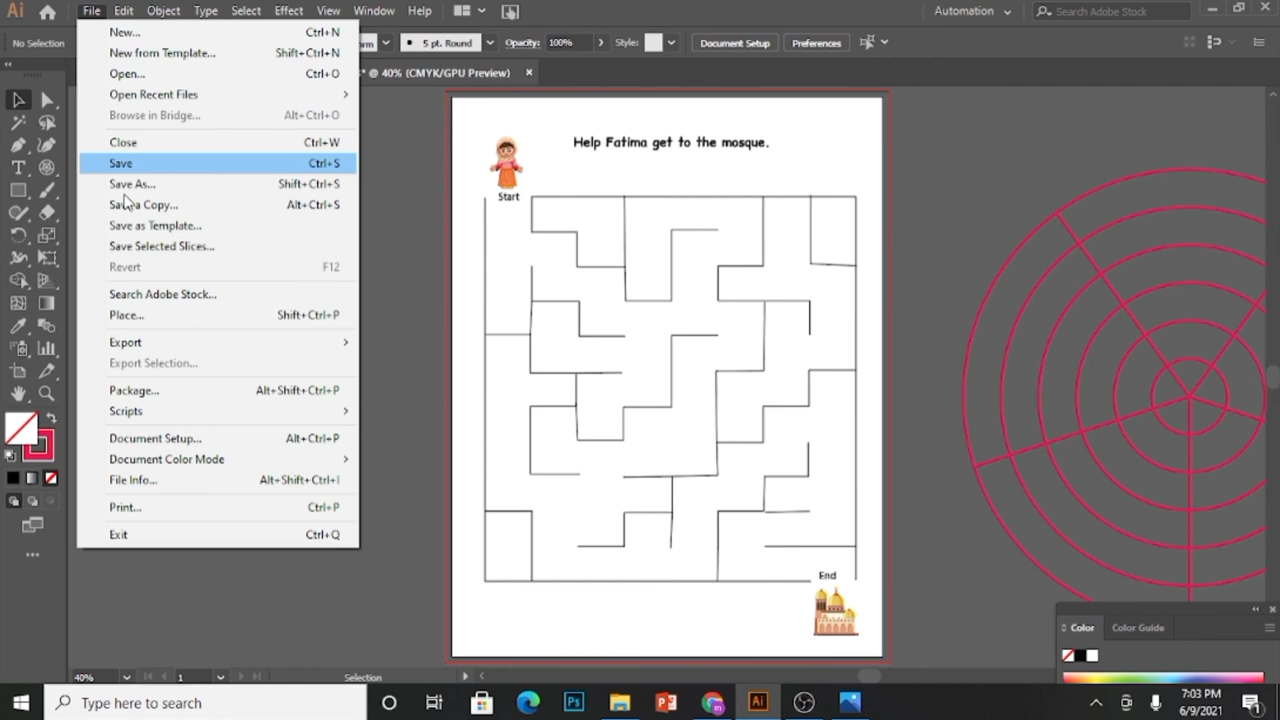 Ai File Edit Object Type Select Effect View Window Help Automation Search Adobe Stock
No Selection 5 pt. Round Opacity: 100% Style: Document Setup Preferences
* @ 40% (CMYK/GPU Preview) ×
New... Ctrl+N
New from Template... Shift+Ctrl+N
Open... Ctrl+O
Open Recent Files
Browse in Bridge... Alt+Ctrl+O
Close Ctrl+W
Save Ctrl+S
Save As... Shift+Ctrl+S
Save a Copy... Alt+Ctrl+S
Save as Template...
Save Selected Slices...
Revert F12
Search Adobe Stock...
Place... Shift+Ctrl+P
Export
Export Selection...
Package... Alt+Shift+Ctrl+P
Scripts
Document Setup... Alt+Ctrl+P
Document Color Mode
File Info... Alt+Shift+Ctrl+I
Print... Ctrl+P
Exit Ctrl+Q
Help Fatima get to the mosque.
Start
End
Color Color Guide
40% 1 Selection
Type here to search
Ps
Ai
7:03 PM
6/9/2021